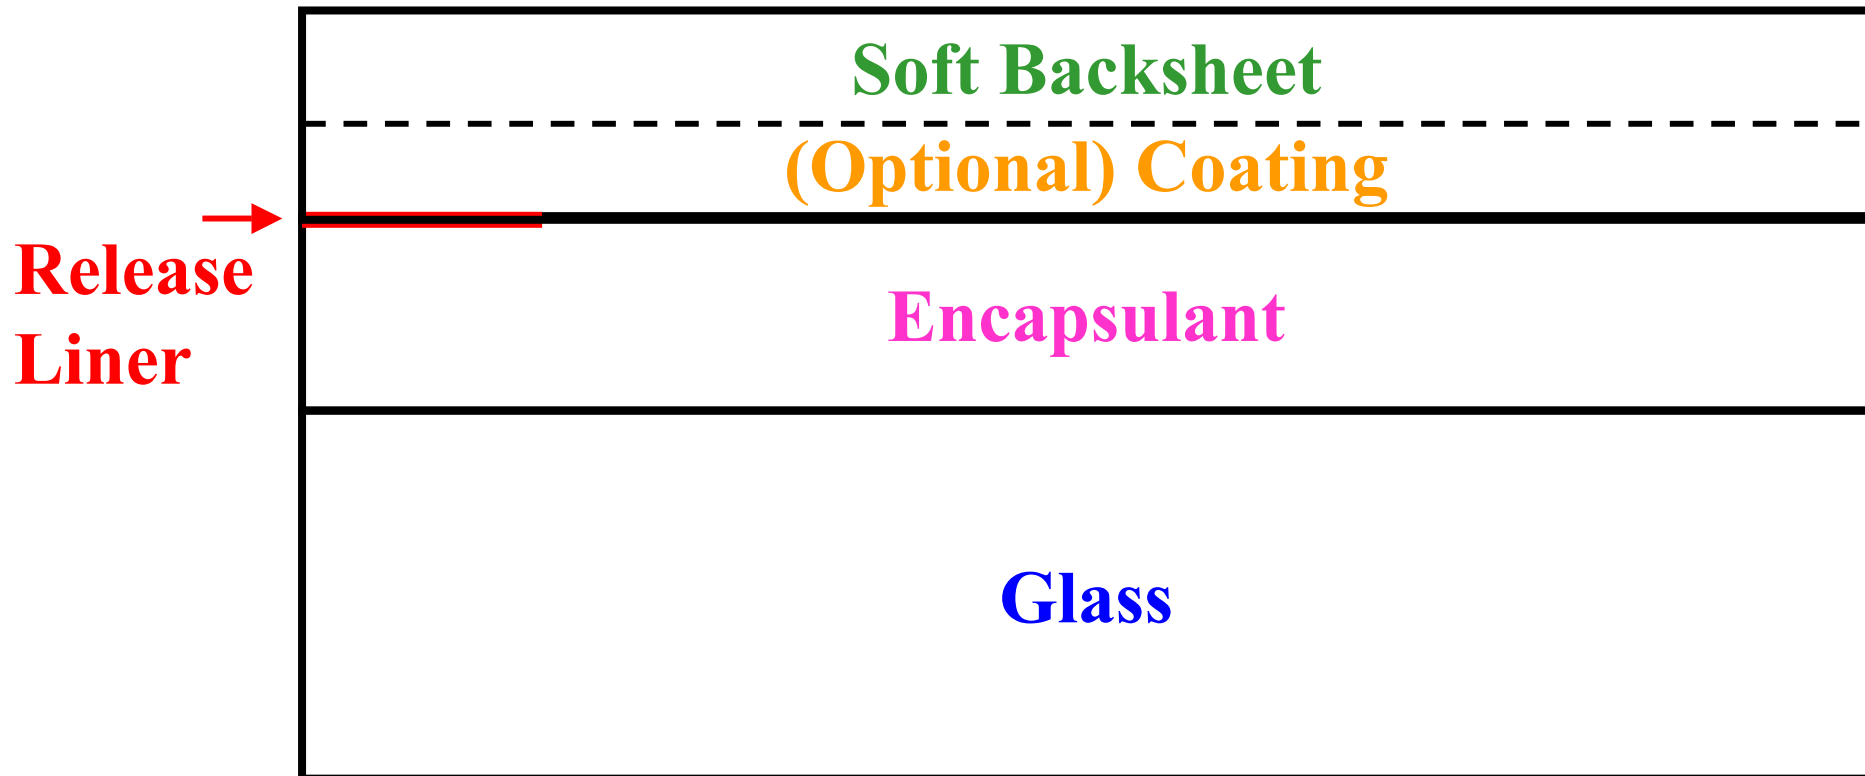 Soft Backsheet
(Optional) Coating
Release
Liner
Encapsulant
Glass